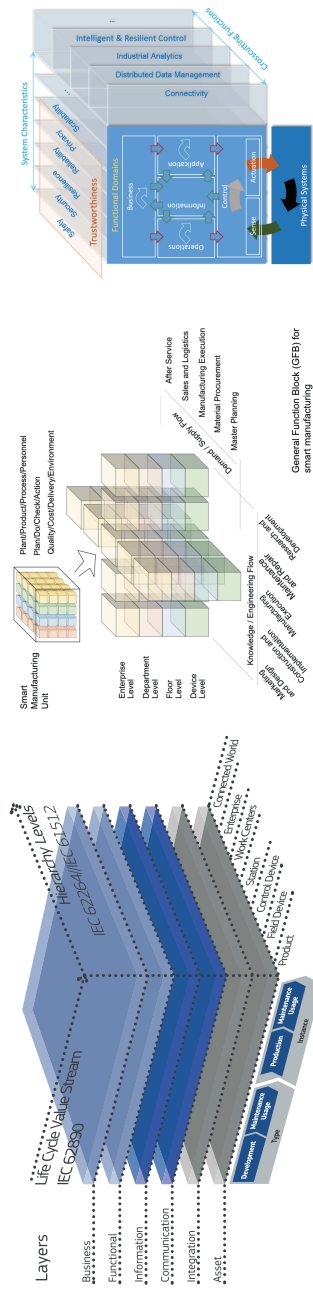 Layers
Life Cycle Value Stream
IEC 62890
Hierarchy Levels
IEC 62264//IEC 61512
Business
Functional
Information
Communication
Integration
Asset
Connected World
Enterprise
Work Centers
Station
Control Device
Field Device
Product
Development
Maintenance
Usage
Production
Maintenance
Usage
Type
Instance
Smart
Manufacturing
Unit
Plant/Product/Process/Personnel
Plan/Do/Check/Action
Quality/Cost/Delivery/Environment
Enterprise
Level
Department
Level
Floor
Level
Device
Level
After Service
Sales and Logistics
Manufacturing Execution
Material Procurement
Master Planning
Demand / Supply Flow
Knowledge / Engineering Flow
Marketing
and Design
Construction and
Implementation
Manufacturing
Execution
Maintenance
and Repair
Research and
Development
General Function Block (GFB) for
smart manufacturing
System Characteristics
Crosscutting Functions
...
Intelligent & Resilient Control
Industrial Analytics
Distributed Data Management
Connectivity
...
Scalability
Privacy
Reliability
Resilience
Security
Safety
Trustworthiness
Functional Domains
Business
Operations
Information
Application
Control
Sense
Actuation
Physical Systems